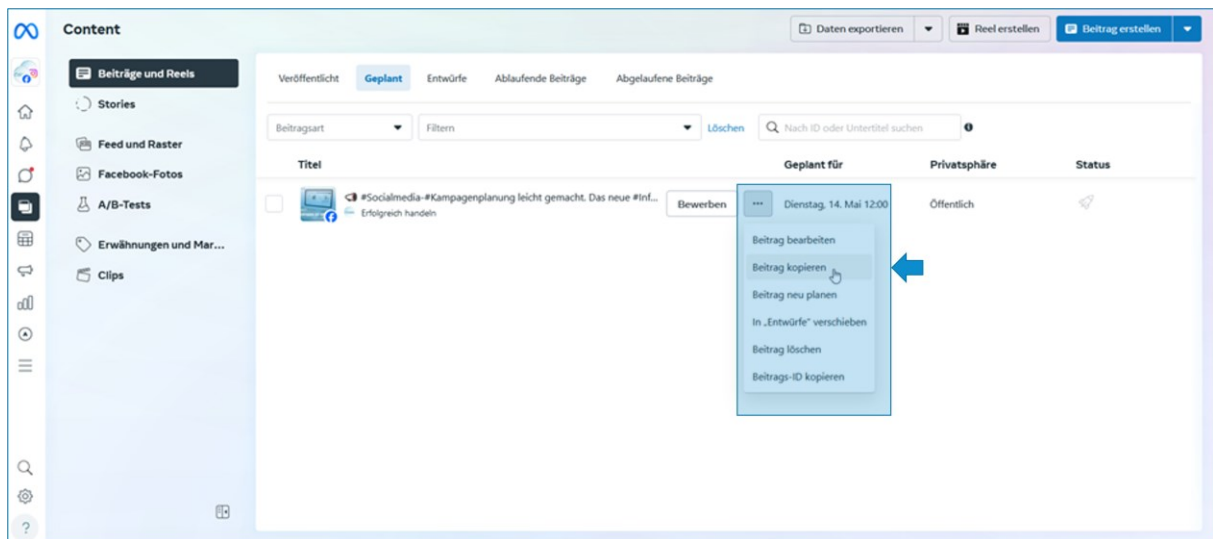 Content
Daten exportieren
Reel erstellen
Beitrag erstellen
Beiträge und Reels
Stories
Feed und Raster
Facebook-Fotos
A/B-Tests
Erwähnungen und Mar...
Clips
Veröffentlicht Geplant Entwürfe Ablaufende Beiträge Abgelaufene Beiträge
Beitragsart Filtern Löschen Nach ID oder Untertitel suchen
Titel Geplant für Privatsphäre Status
#Socialmedia-#Kampagenplanung leicht gemacht. Das neue #Inf... Bewerben ... Dienstag, 14. Mai 12:00 Öffentlich
Erfolgreich handeln
Beitrag bearbeiten
Beitrag kopieren
Beitrag neu planen
In „Entwürfe“ verschieben
Beitrag löschen
Beitrags-ID kopieren
?